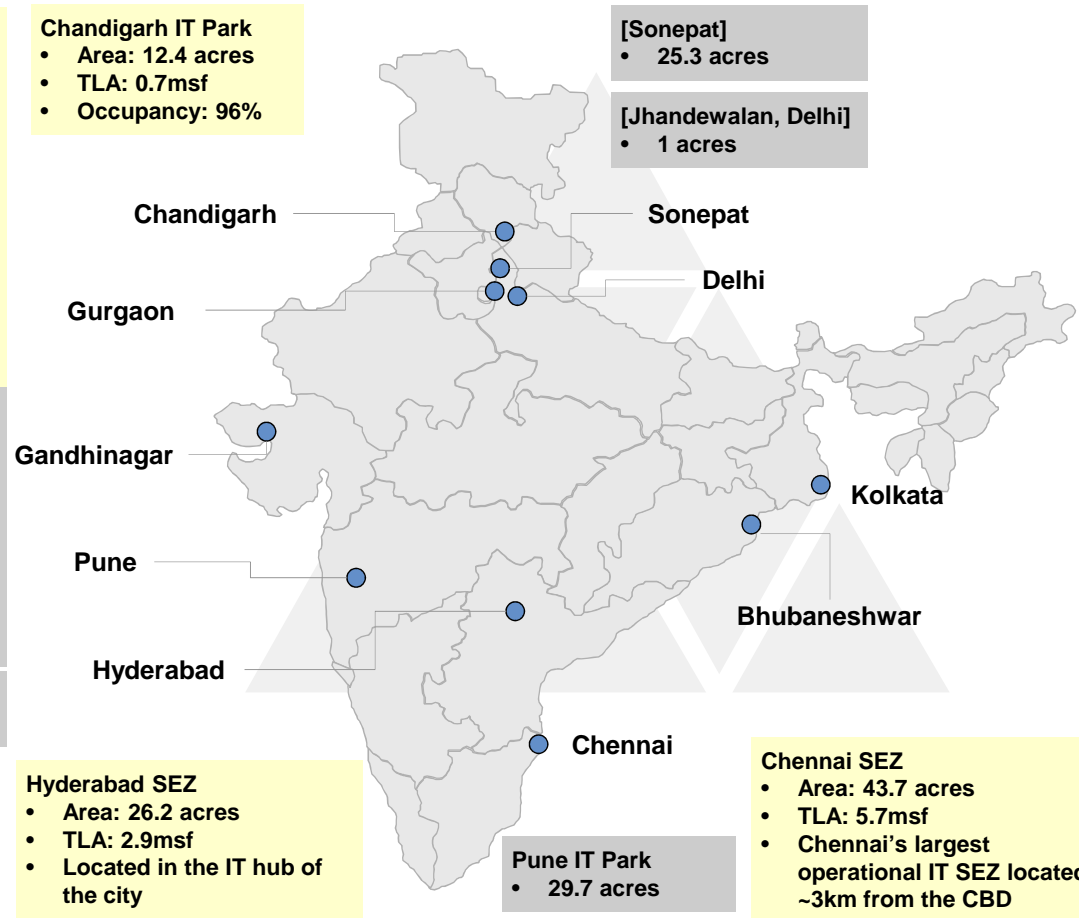 Chandigarh IT Park
• Area: 12.4 acres
• TLA: 0.7msf
• Occupancy: 96%
[Sonepat]
• 25.3 acres
[Jhandewalan, Delhi]
• 1 acres
Chandigarh
Sonepat
Delhi
Gurgaon
Gandhinagar
Kolkata
Pune
Bhubaneshwar
Hyderabad
Chennai
Hyderabad SEZ
• Area: 26.2 acres
• TLA: 2.9msf
• Located in the IT hub of
the city
Pune IT Park
• 29.7 acres
Chennai SEZ
• Area: 43.7 acres
• TLA: 5.7msf
• Chennai's largest
operational IT SEZ located
~3km from the CBD